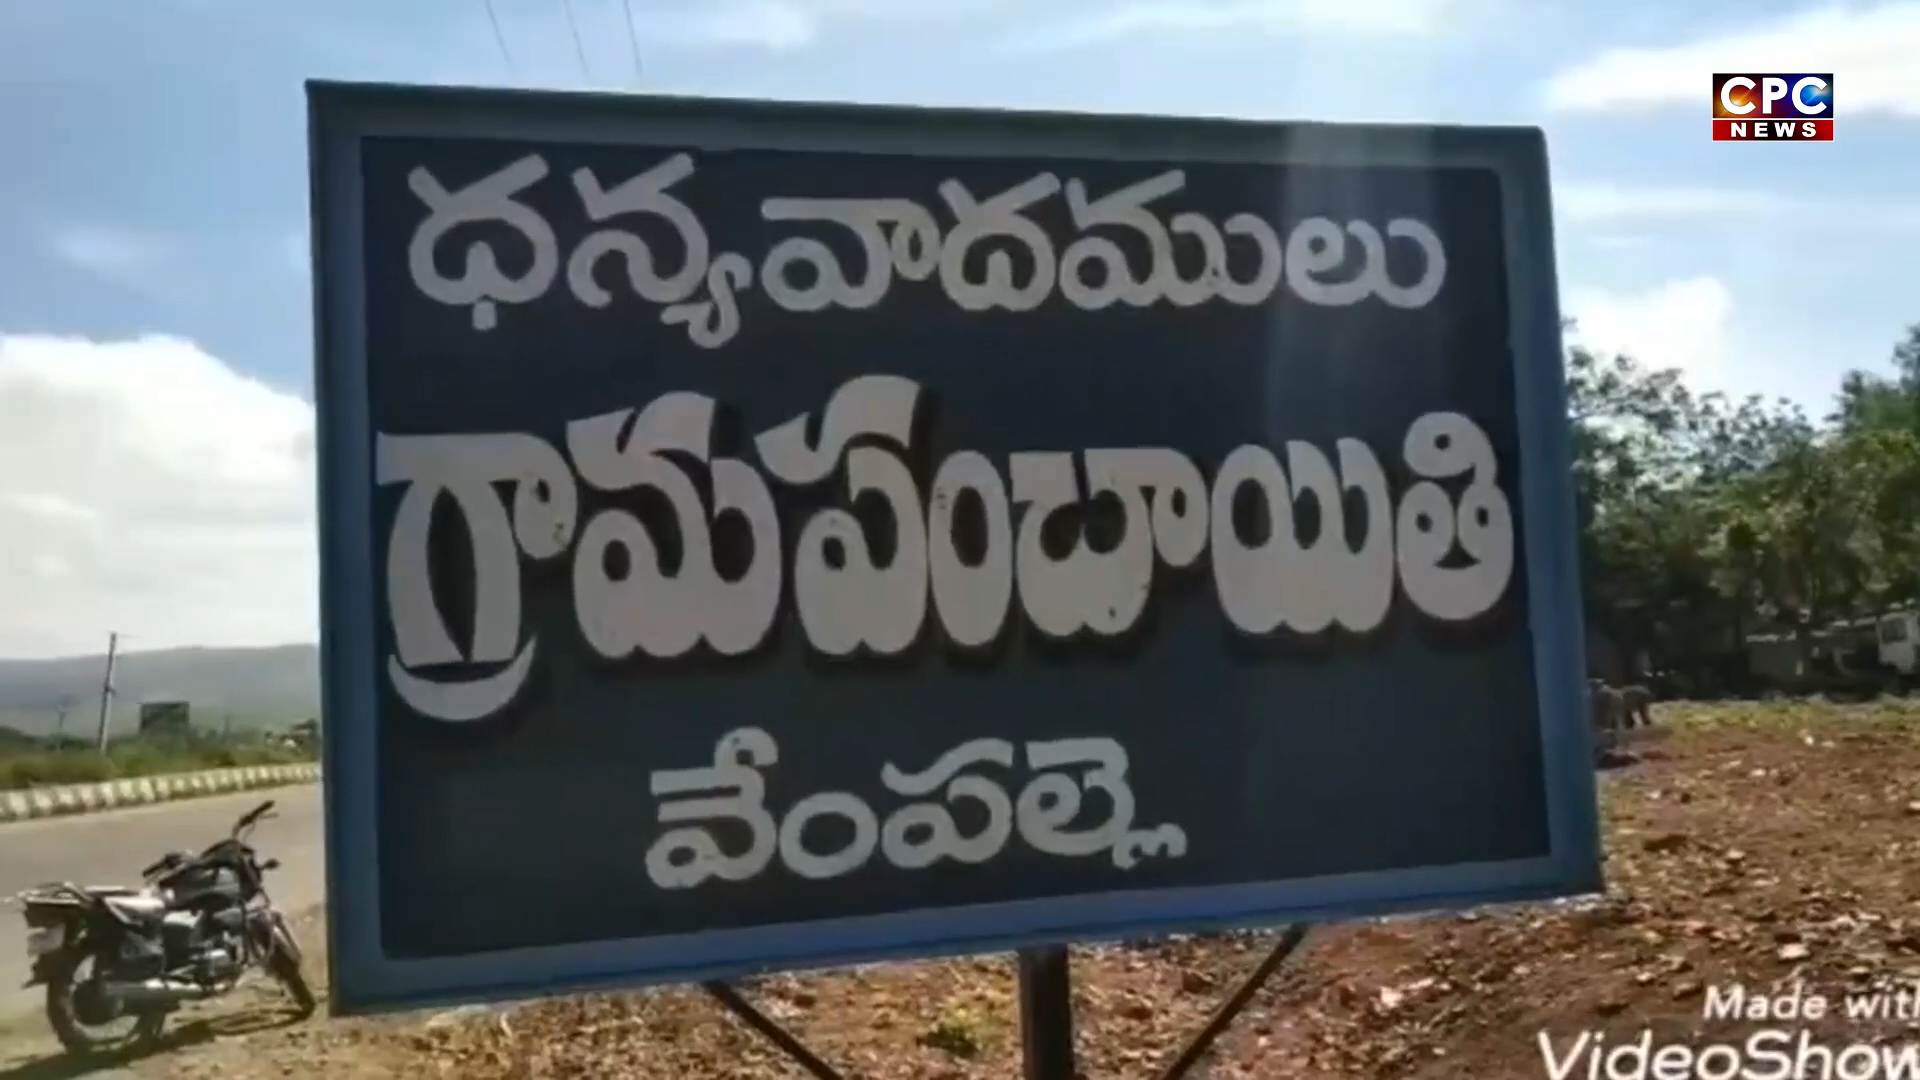 CPC
NEWS
ధన్యవాదములు
గ్రామపంచాయితి
వేంపల్లె
Made with
VideoShow